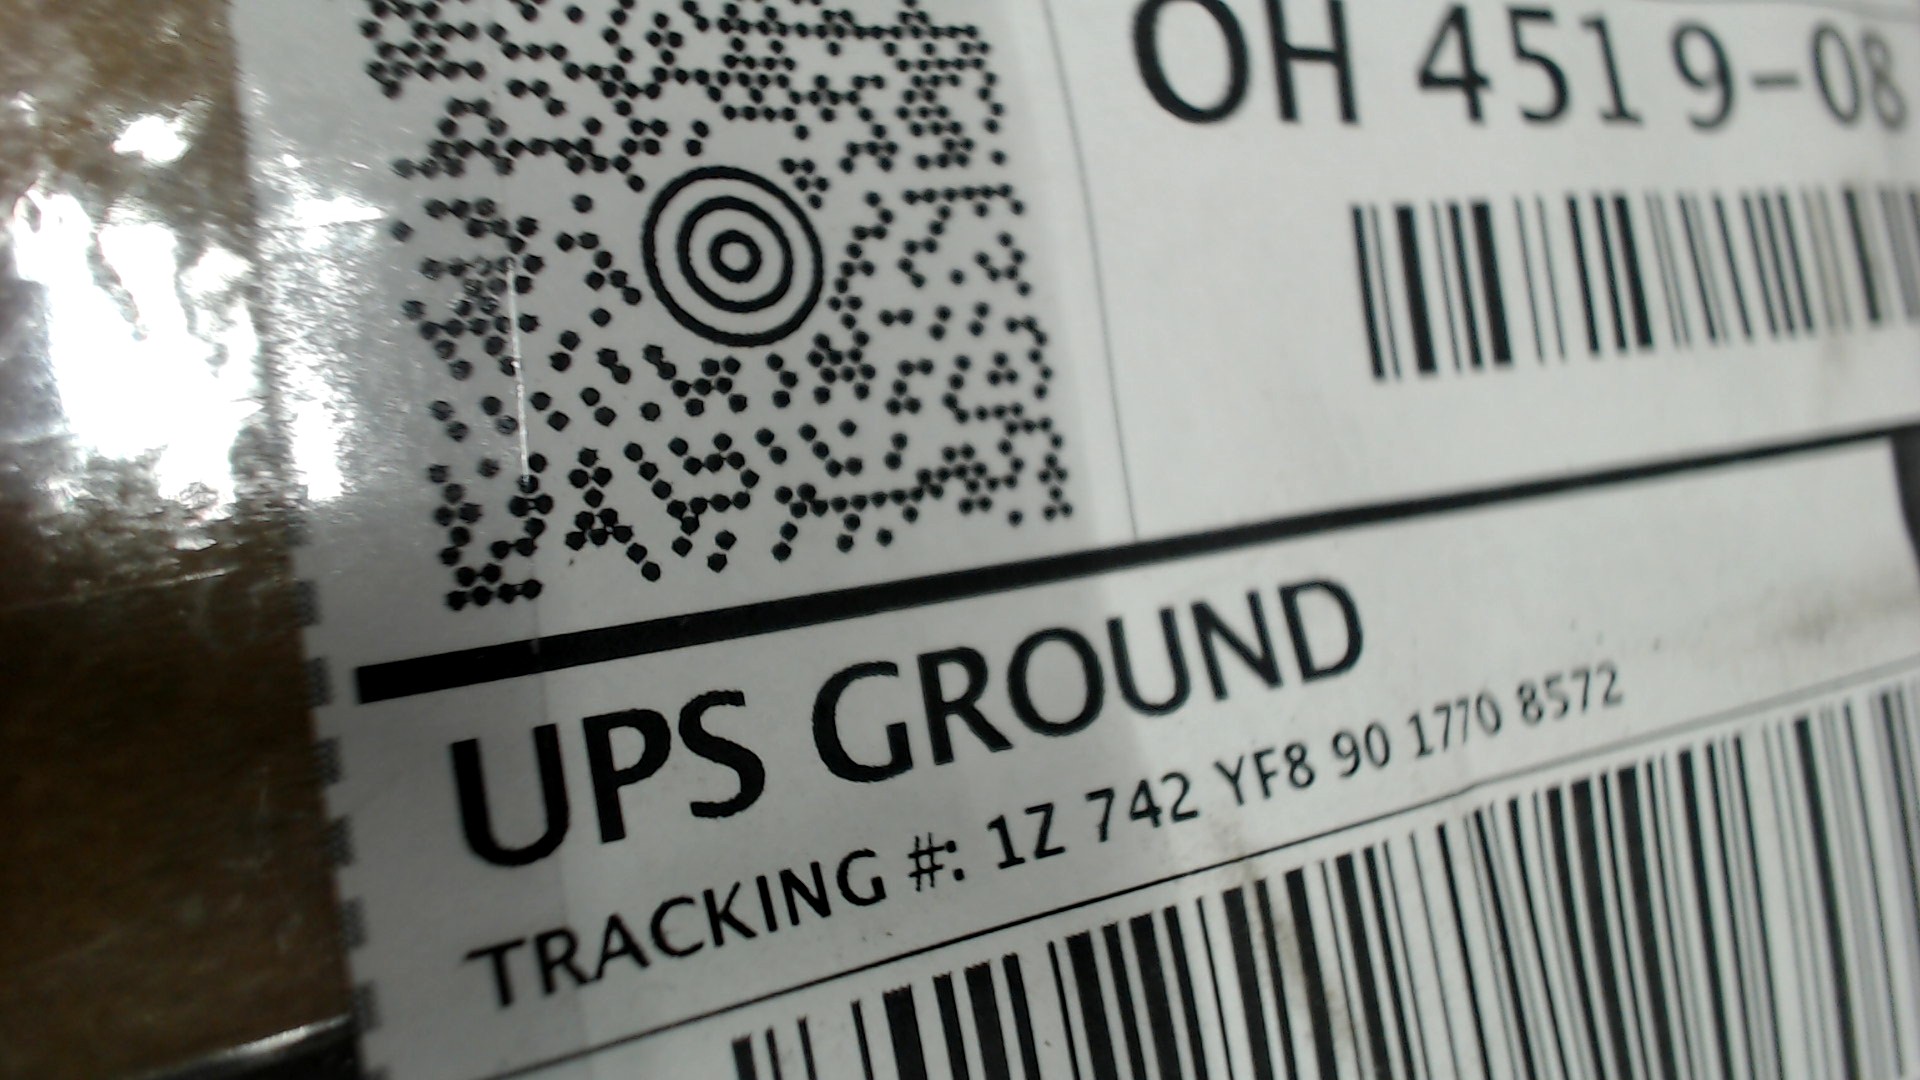 OH 451 9-08
UPS GROUND
TRACKING #: 1Z 742 YF8 90 1770 8572